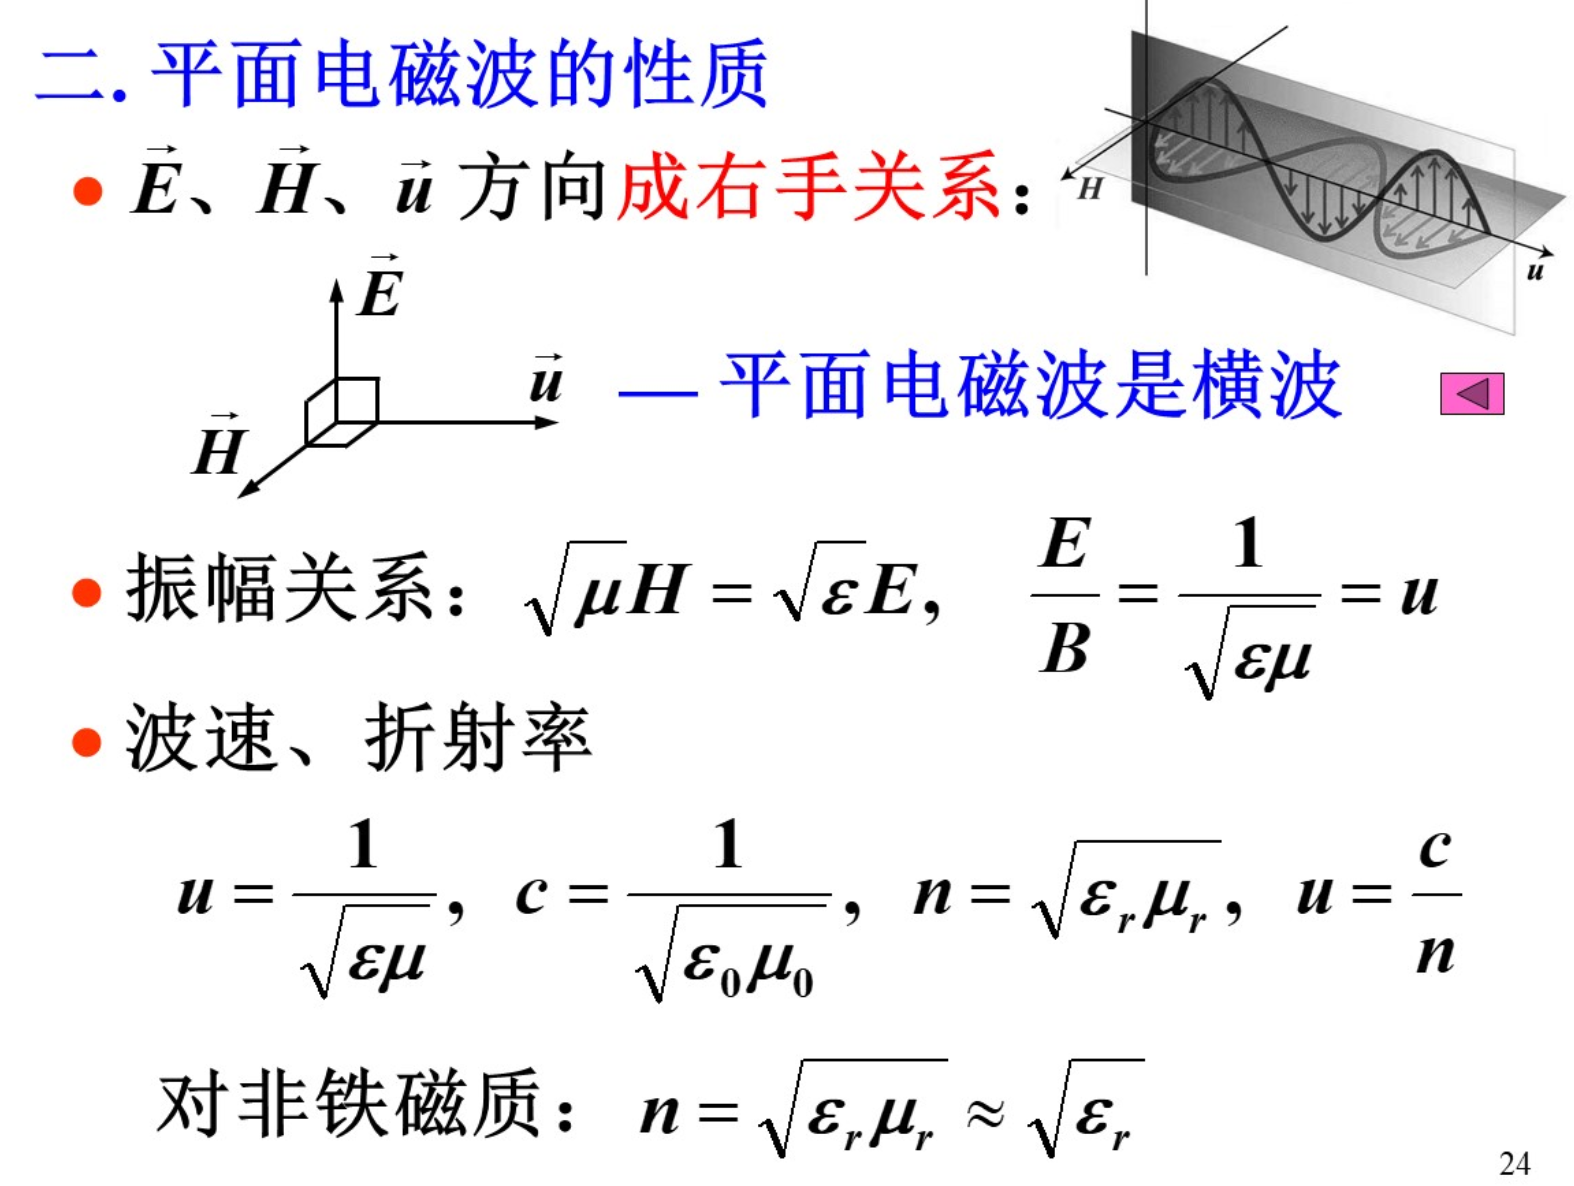 二. 平面电磁波的性质
• E⃗、H⃗、u⃗ 方向成右手关系：
H
u
E⃗
u⃗
H⃗
— 平面电磁波是横波
• 振幅关系： √μH = √εE, E/B = 1/√(εμ) = u
• 波速、折射率
u = 1/√(εμ), c = 1/√(ε₀μ₀), n = √(εᵣμᵣ), u = c/n
对非铁磁质： n = √(εᵣμᵣ) ≈ √εᵣ
24